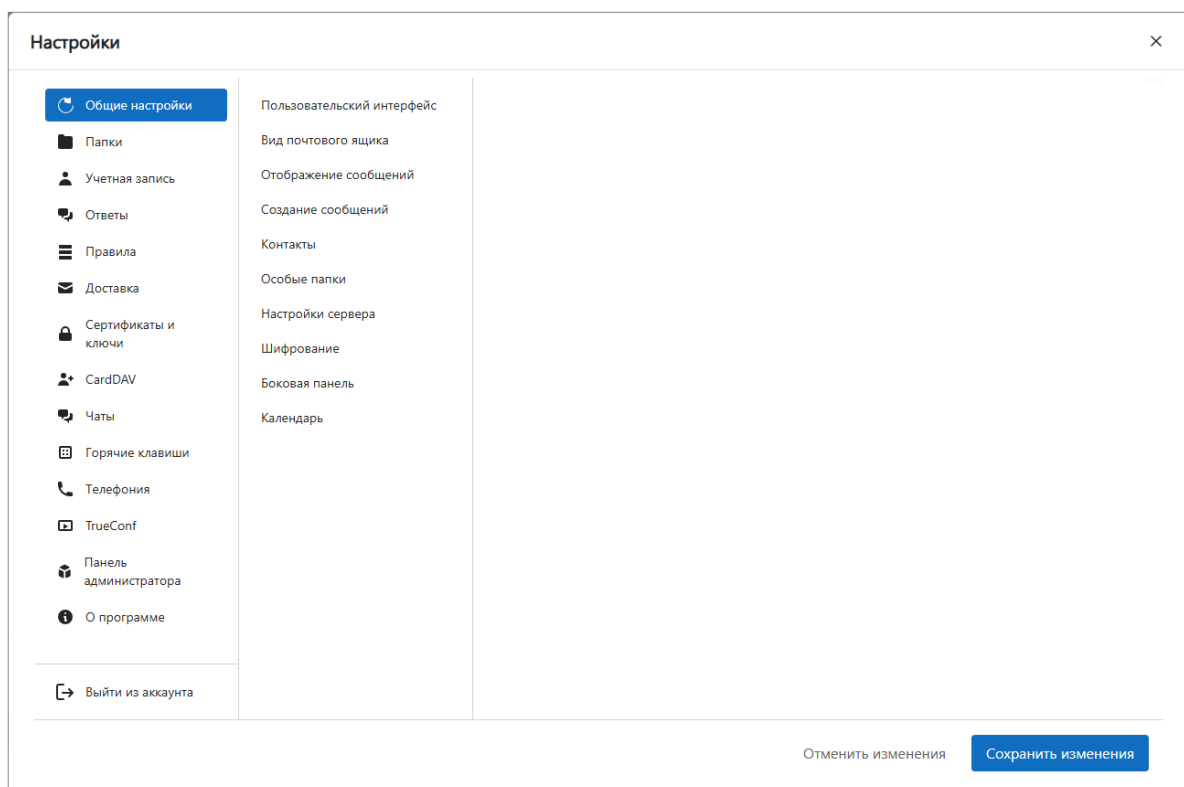 Настройки
Общие настройки
Папки
Учетная запись
Ответы
Правила
Доставка
Сертификаты и
ключи
CardDAV
Чаты
Горячие клавиши
Телефония
TrueConf
Панель
администратора
О программе
Выйти из аккаунта
Пользовательский интерфейс
Вид почтового ящика
Отображение сообщений
Создание сообщений
Контакты
Особые папки
Настройки сервера
Шифрование
Боковая панель
Календарь
Отменить изменения
Сохранить изменения